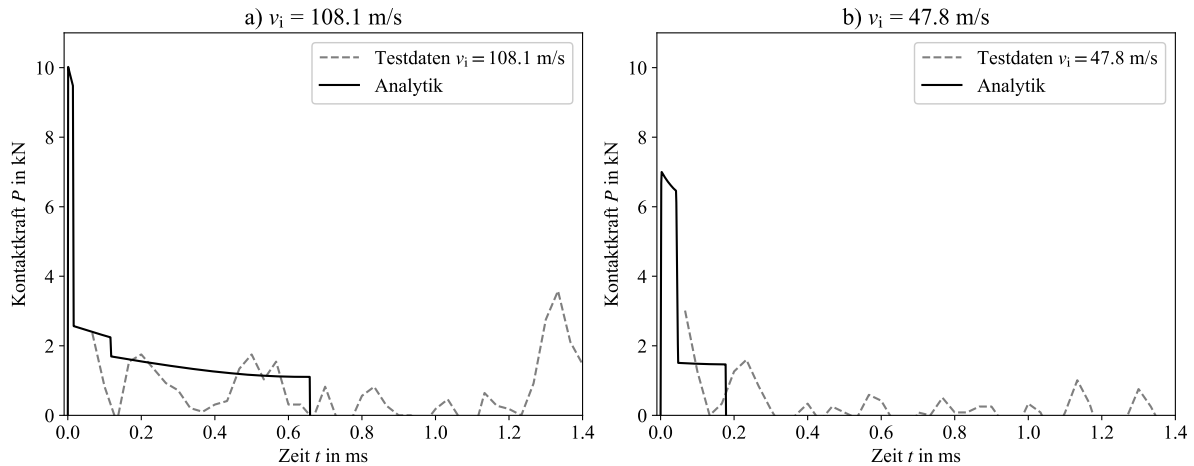 a) vi = 108.1 m/s
Kontaktkraft P in kN
10
8
6
4
2
0
Testdaten vi = 108.1 m/s
Analytik
0.0 0.2 0.4 0.6 0.8 1.0 1.2 1.4
Zeit t in ms
b) vi = 47.8 m/s
Kontaktkraft P in kN
10
8
6
4
2
0
Testdaten vi = 47.8 m/s
Analytik
0.0 0.2 0.4 0.6 0.8 1.0 1.2 1.4
Zeit t in ms